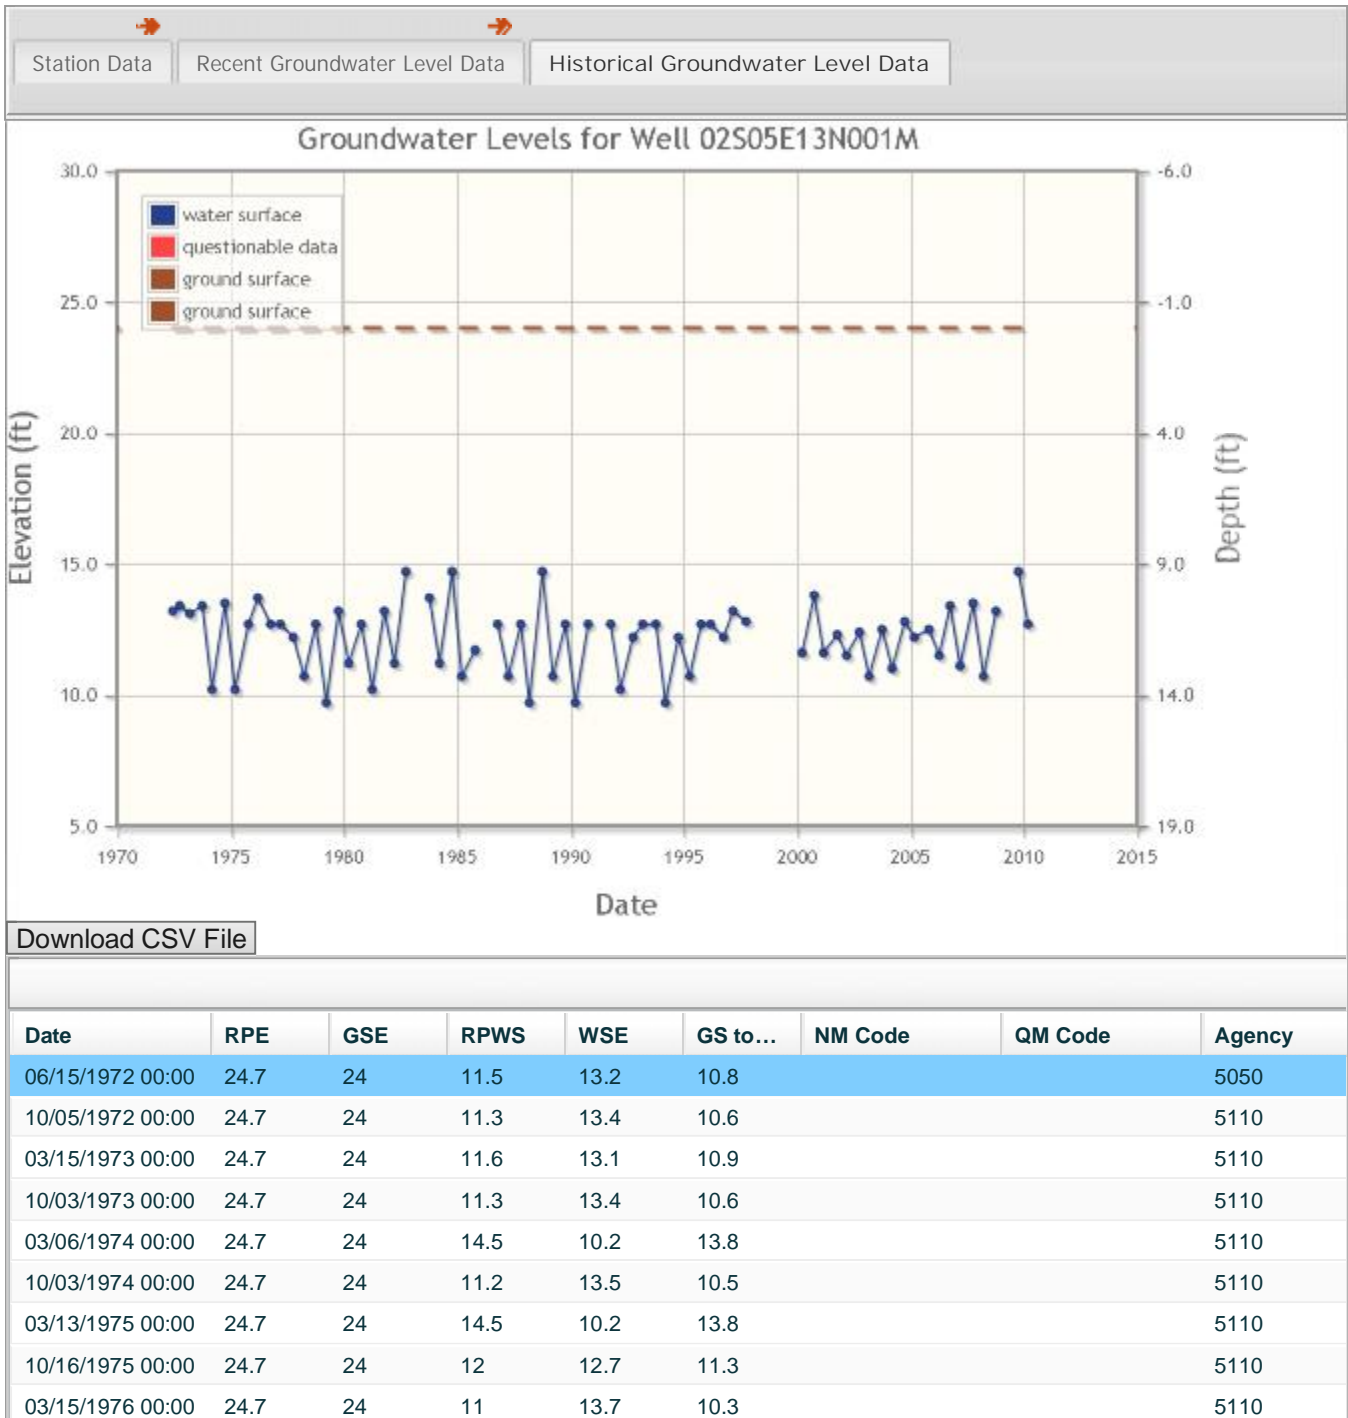 Station Data Recent Groundwater Level Data Historical Groundwater Level Data
Groundwater Levels for Well 02S05E13N001M
30.0 -6.0
water surface
questionable data
ground surface
25.0 -1.0
ground surface
20.0 4.0
Elevation (ft)
Depth (ft)
15.0 9.0
10.0 14.0
5.0 19.0
1970 1975 1980 1985 1990 1995 2000 2005 2010 2015
Date
Download CSV File
Date RPE GSE RPWS WSE GS to... NM Code QM Code Agency
06/15/1972 00:00 24.7 24 11.5 13.2 10.8 5050
10/05/1972 00:00 24.7 24 11.3 13.4 10.6 5110
03/15/1973 00:00 24.7 24 11.6 13.1 10.9 5110
10/03/1973 00:00 24.7 24 11.3 13.4 10.6 5110
03/06/1974 00:00 24.7 24 14.5 10.2 13.8 5110
10/03/1974 00:00 24.7 24 11.2 13.5 10.5 5110
03/13/1975 00:00 24.7 24 14.5 10.2 13.8 5110
10/16/1975 00:00 24.7 24 12 12.7 11.3 5110
03/15/1976 00:00 24.7 24 11 13.7 10.3 5110